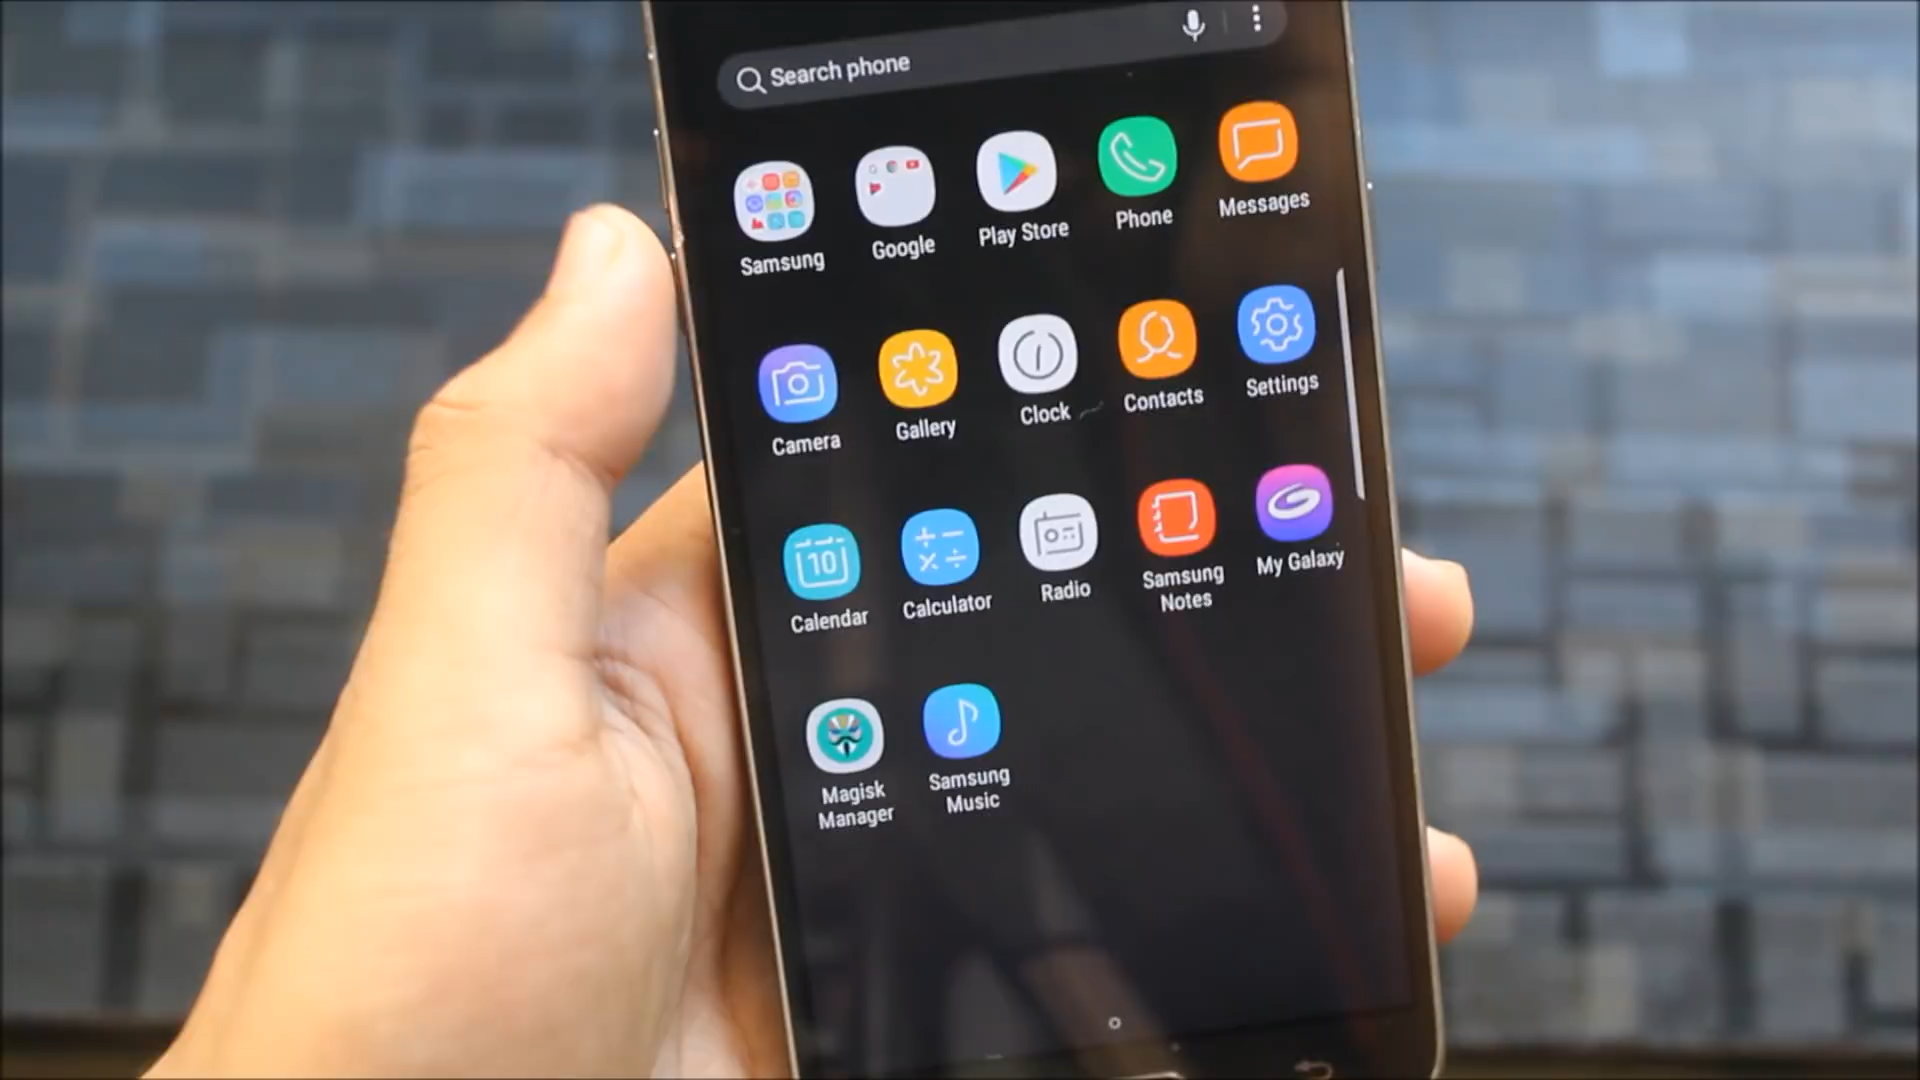 Search phone
Samsung
Google
Play Store
Phone
Messages
Camera
Gallery
Clock
Contacts
Settings
10
Calendar
Calculator
Radio
Samsung
Notes
My Galaxy
Magisk
Manager
Samsung
Music